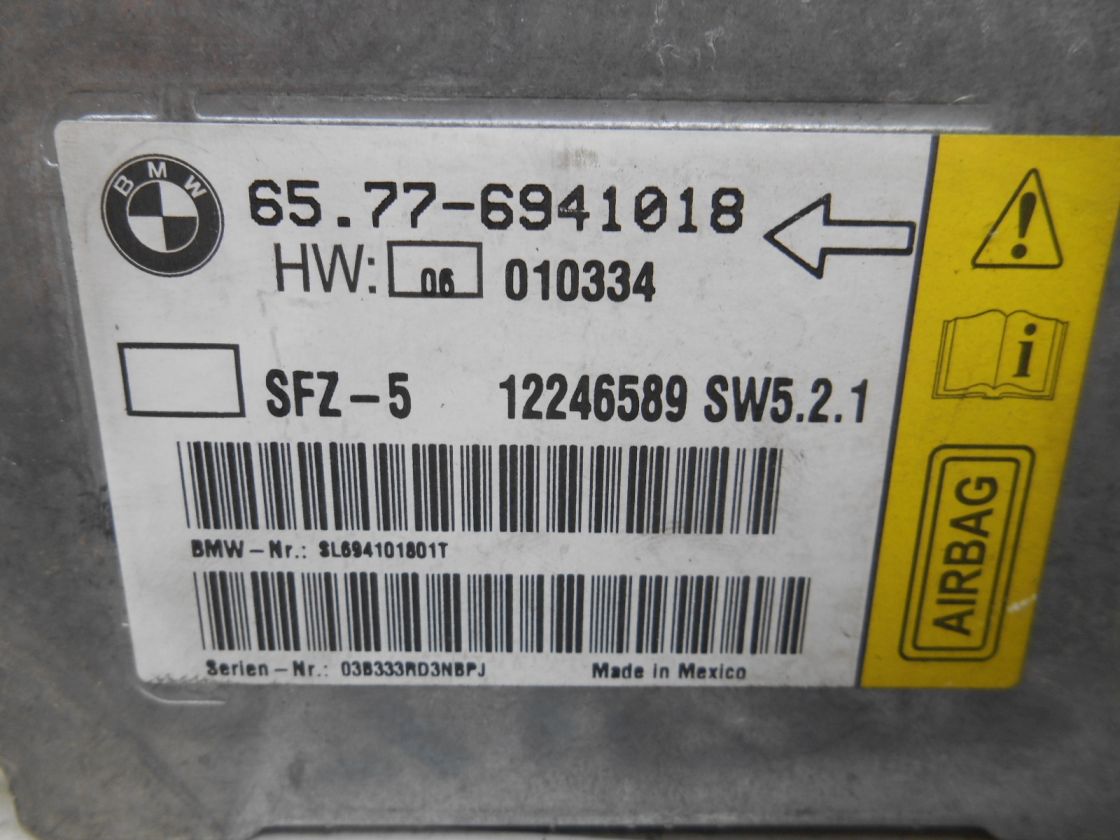 BMW
65.77-6941018
HW: 06 010334
SFZ-5 12246589 SW5.2.1
BMW-Nr.: SL694101801T
Serien-Nr.: 03B333RD3NBPJ Made in Mexico
i
AIRBAG